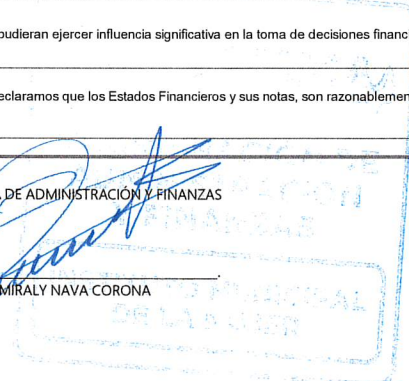 pudieran ejercer influencia significativa en la toma de decisiones financi
eclaramos que los Estados Financieros y sus notas, son razonablemen
DE ADMINISTRACIÓN Y FINANZAS
MIRALY NAVA CORONA